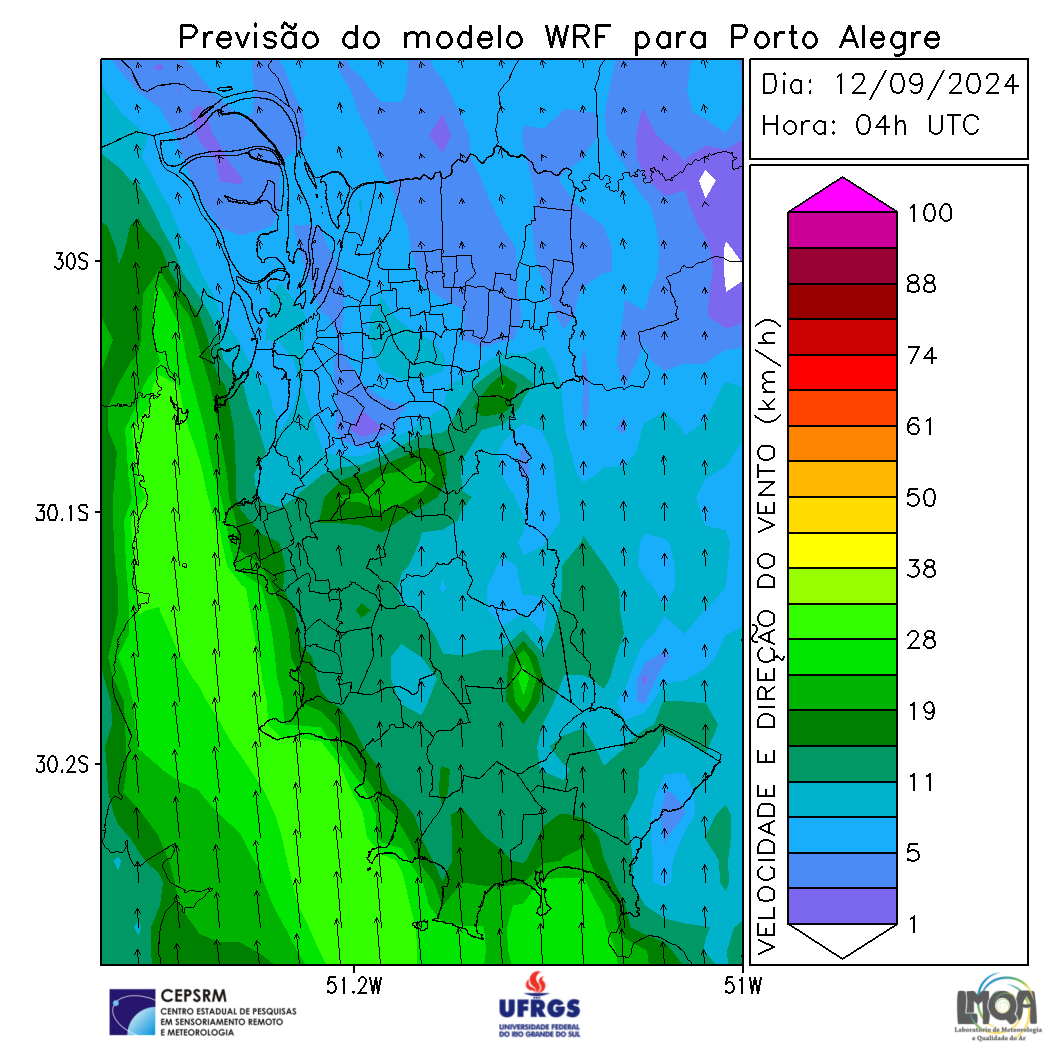 Previsão do modelo WRF para Porto Alegre
Dia: 12/09/2024
Hora: 04h UTC
30S
30.1S
30.2S
51.2W
51W
VELOCIDADE E DIREÇÃO DO VENTO (km/h)
100
88
74
61
50
38
28
19
11
5
1
CEPSRM
CENTRO ESTADUAL DE PESQUISAS
EM SENSORIAMENTO REMOTO
E METEOROLOGIA
UFRGS
UNIVERSIDADE FEDERAL
DO RIO GRANDE DO SUL
LMQA
Laboratório de Meteorologia
e Qualidade do Ar